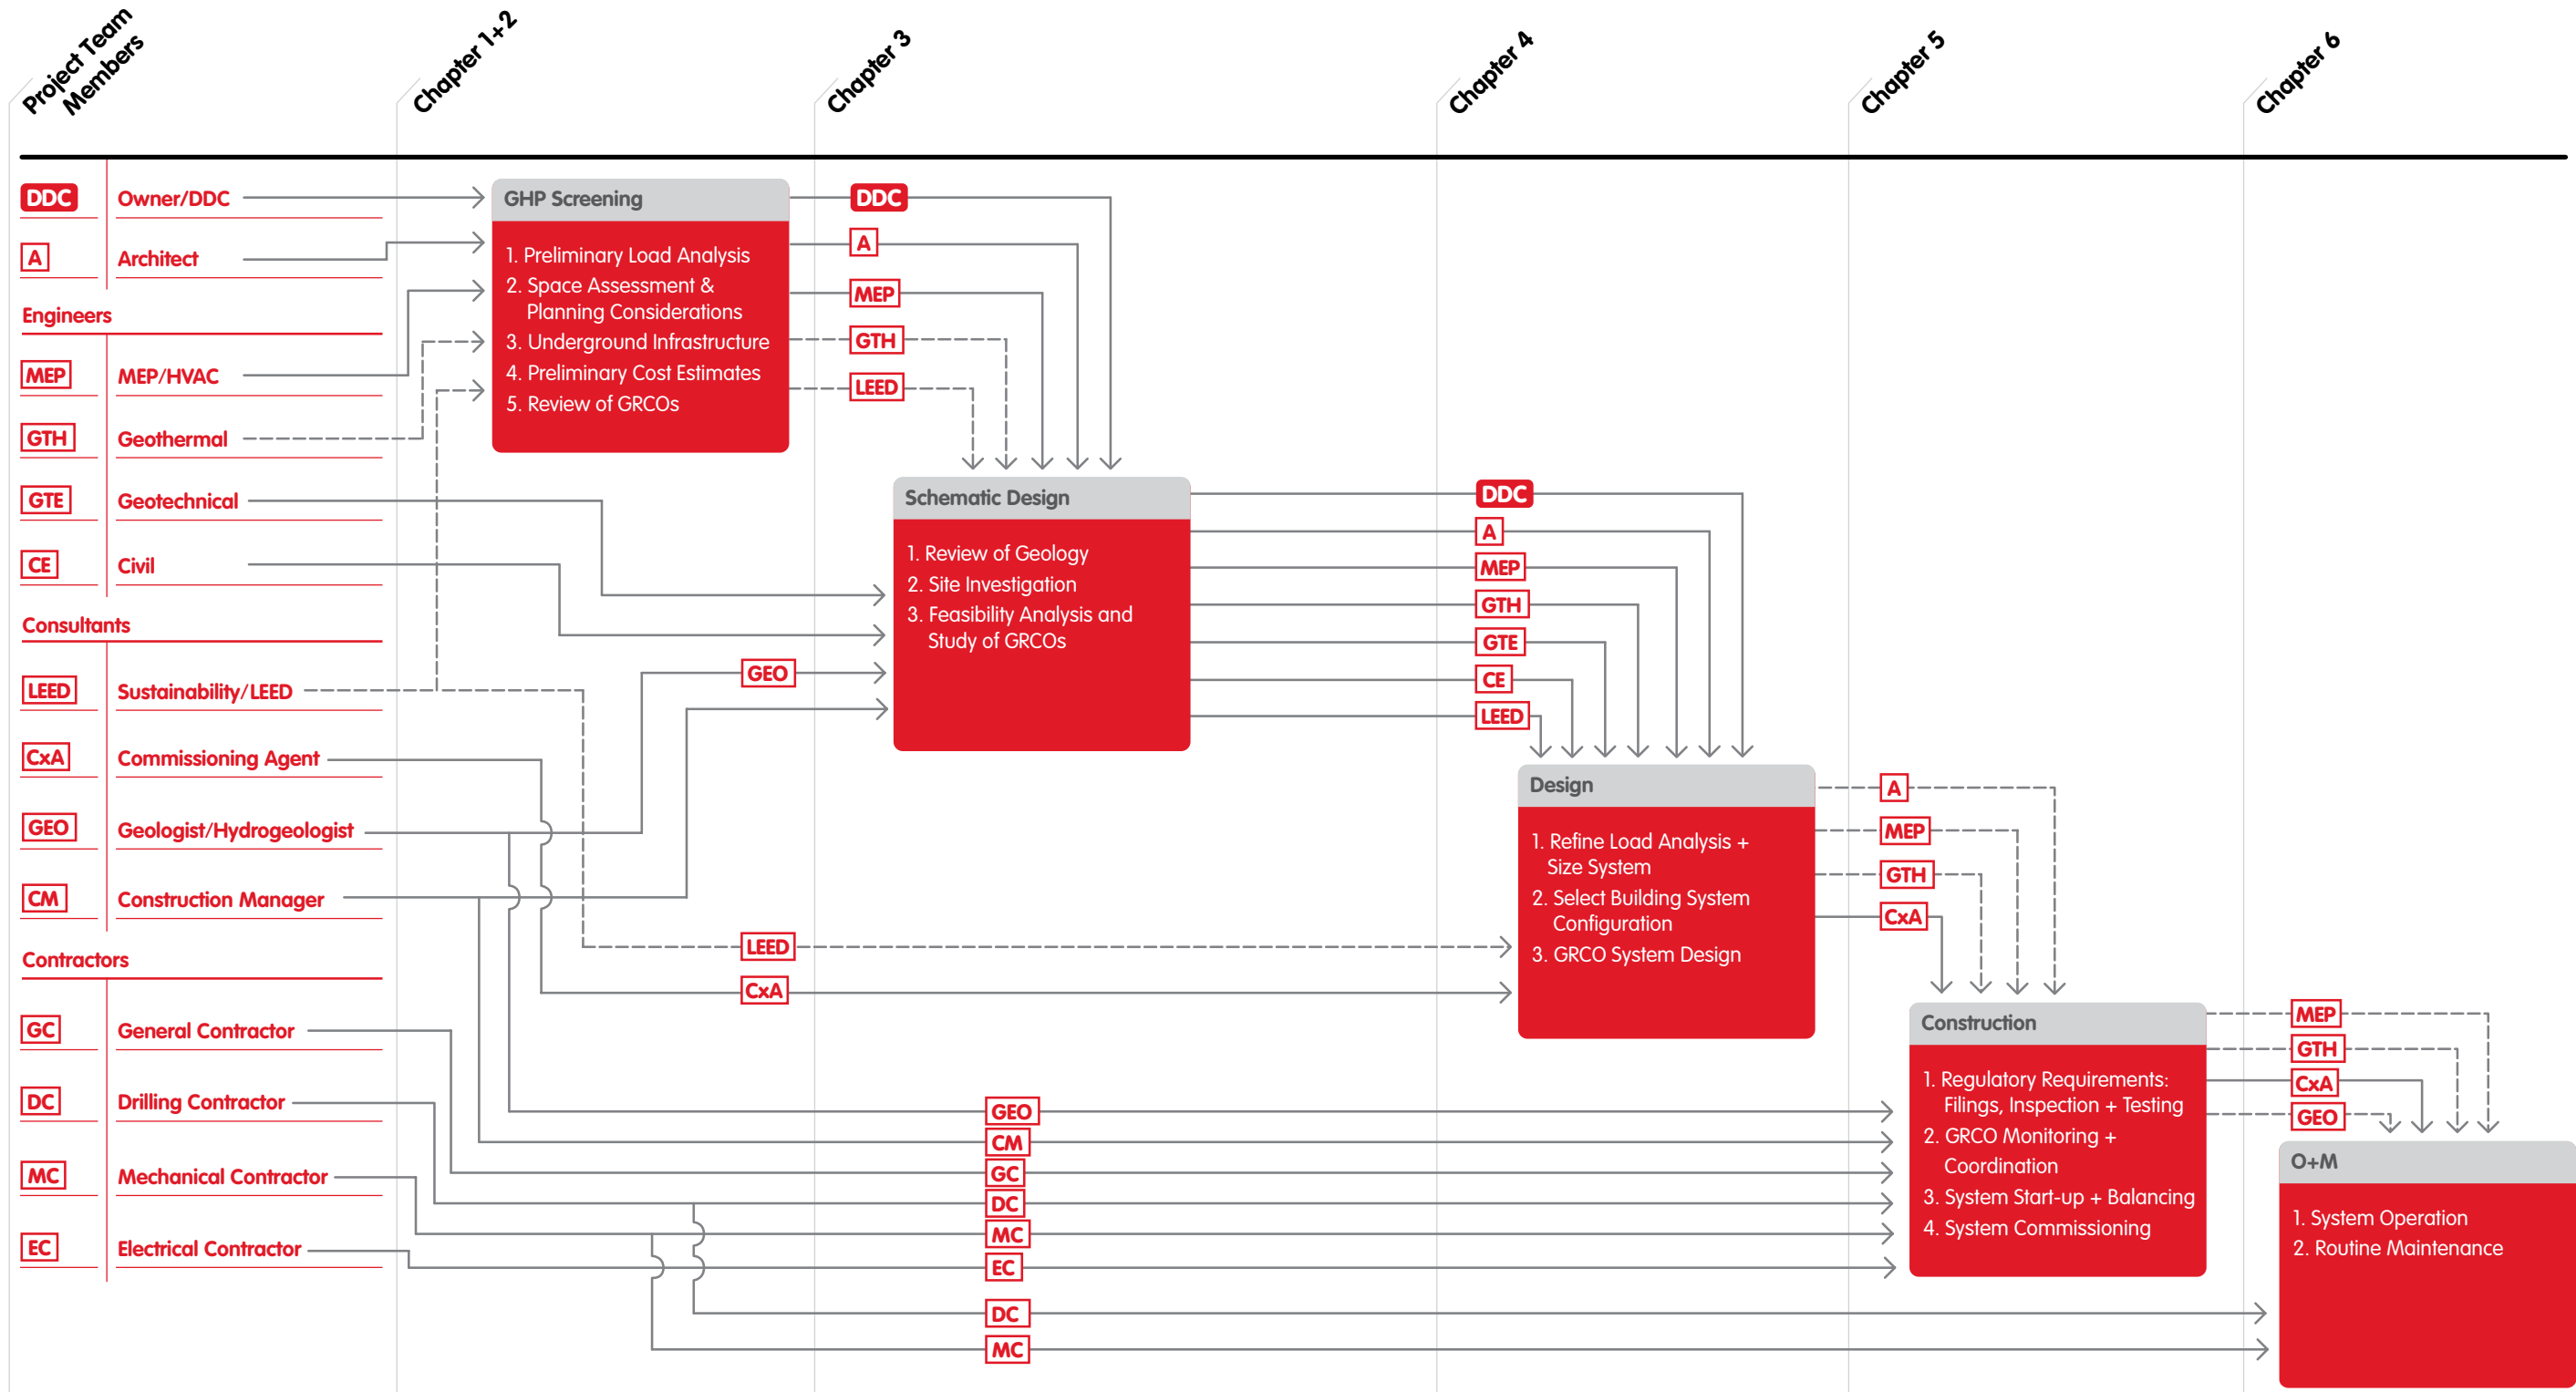 Project Team
Members
Chapter 1+2
Chapter 3
Chapter 4
Chapter 5
Chapter 6
DDC
Owner/DDC
A
Architect
Engineers
MEP
MEP/HVAC
GTH
Geothermal
GTE
Geotechnical
CE
Civil
Consultants
LEED
Sustainability/LEED
CxA
Commissioning Agent
GEO
Geologist/Hydrogeologist
CM
Construction Manager
Contractors
GC
General Contractor
DC
Drilling Contractor
MC
Mechanical Contractor
EC
Electrical Contractor
GHP Screening
1. Preliminary Load Analysis
2. Space Assessment &
Planning Considerations
3. Underground Infrastructure
4. Preliminary Cost Estimates
5. Review of GRCOs
DDC
A
MEP
GTH
LEED
GEO
LEED
CxA
Schematic Design
1. Review of Geology
2. Site Investigation
3. Feasibility Analysis and
Study of GRCOs
DDC
A
MEP
GTH
GTE
CE
LEED
Design
1. Refine Load Analysis +
Size System
2. Select Building System
Configuration
3. GRCO System Design
A
MEP
GTH
CxA
GEO
CM
GC
DC
MC
EC
DC
MC
Construction
1. Regulatory Requirements:
Filings, Inspection + Testing
2. GRCO Monitoring +
Coordination
3. System Start-up + Balancing
4. System Commissioning
MEP
GTH
CxA
GEO
O+M
1. System Operation
2. Routine Maintenance